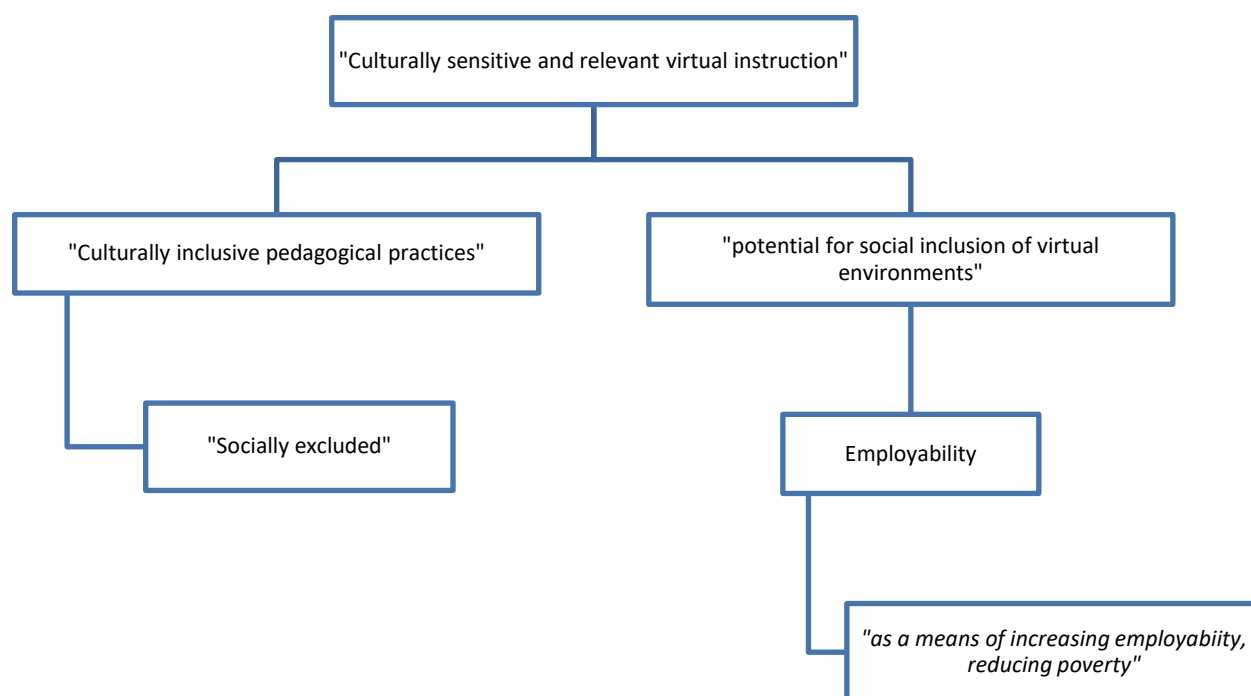 "Culturally sensitive and relevant virtual instruction"
"Culturally inclusive pedagogical practices"
"potential for social inclusion of virtual
environments"
"Socially excluded"
Employability
"as a means of increasing employabiity,
reducing poverty"